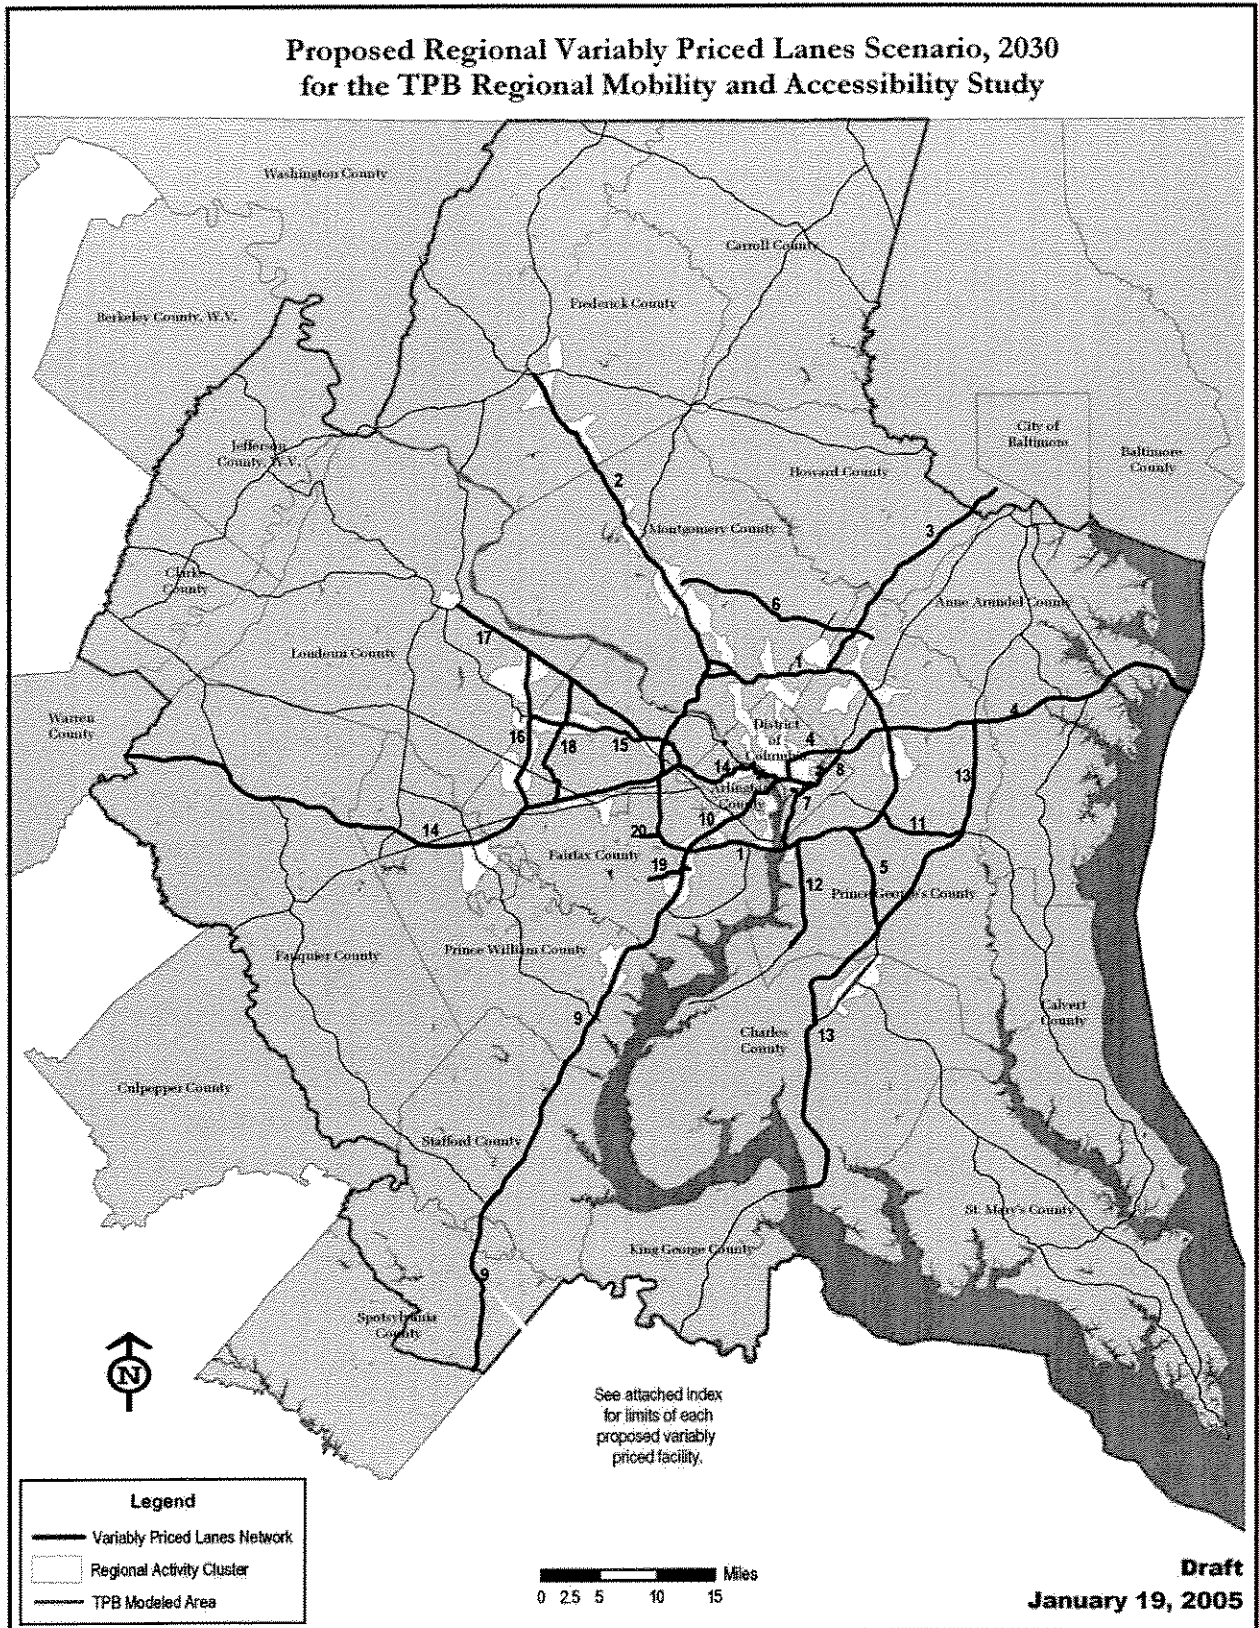 Proposed Regional Variably Priced Lanes Scenario, 2030
for the TPB Regional Mobility and Accessibility Study
Washington County
Carroll County
Frederick County
Berkeley County, W.V.
City of
Baltimore
Baltimore
County
Jefferson
County, W.V.
Howard County
2
Montgomery County
3
Clarke
County
6
Anne Arundel County
17
Loudoun County
1
Warren
County
4
District
of
Columbia
16
18
15
4
14
8
13
Arlington
County
7
10
11
14
20
Fairfax County
1
19
5
12
Prince George's County
Fauquier County
Prince William County
9
Calvert
County
Charles
County
13
Culpepper County
Stafford County
St. Mary's County
King George County
9
Spotsylvania
County
N
See attached index
for limits of each
proposed variably
priced facility.
Legend
Variably Priced Lanes Network
Regional Activity Cluster
TPB Modeled Area
Miles
0 2.5 5 10 15
Draft
January 19, 2005